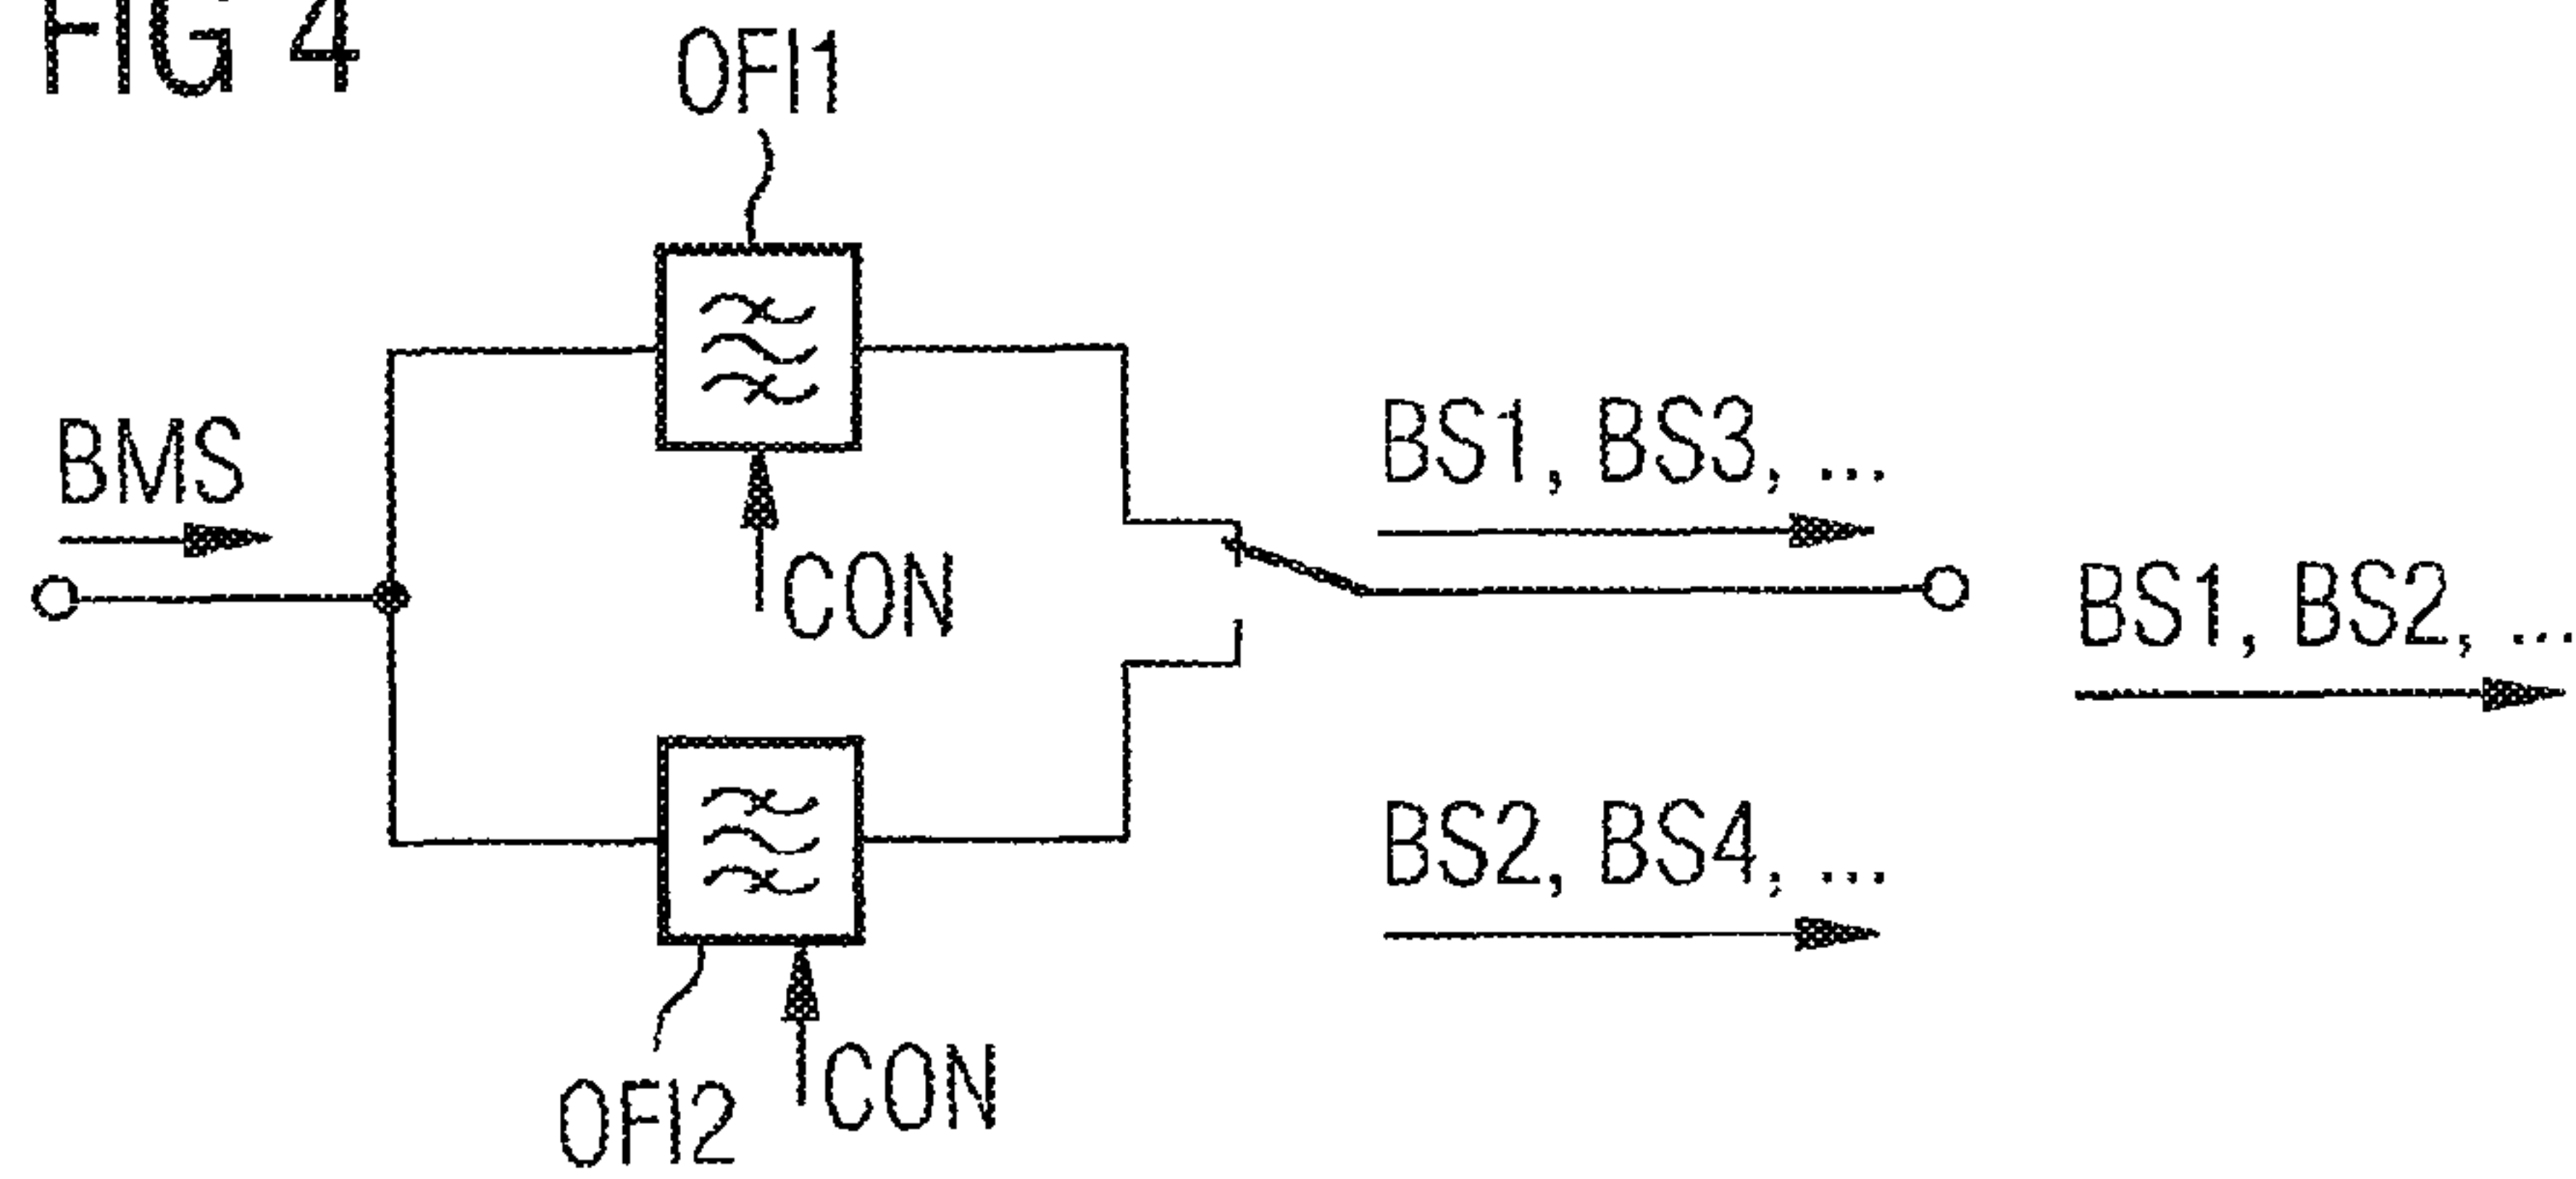 FIG 4
OFI1
BMS
CON
BS1, BS3, ...
BS1, BS2, ...
BS2, BS4, ...
CON
OFI2